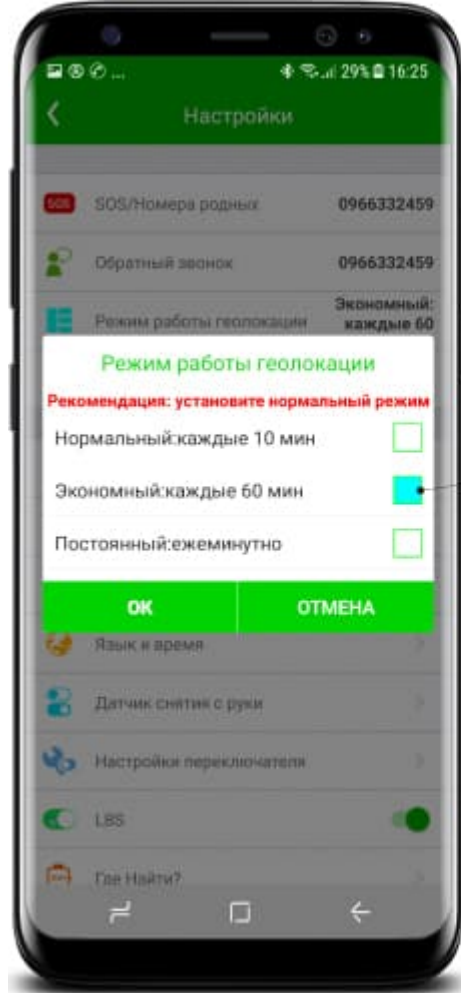 ... 29% 16:25
Настройки
SOS SOS/Номера родных 0966332459
Обратный звонок 0966332459
Режим работы геолокации Экономный:
каждые 60
Режим работы геолокации
Рекомендация: установите нормальный режим
Нормальный:каждые 10 мин
Экономный:каждые 60 мин
Постоянный:ежеминутно
OK ОТМЕНА
Язык и время
Датчик снятия с руки
Настройки переключателя
LBS
Где Найти?